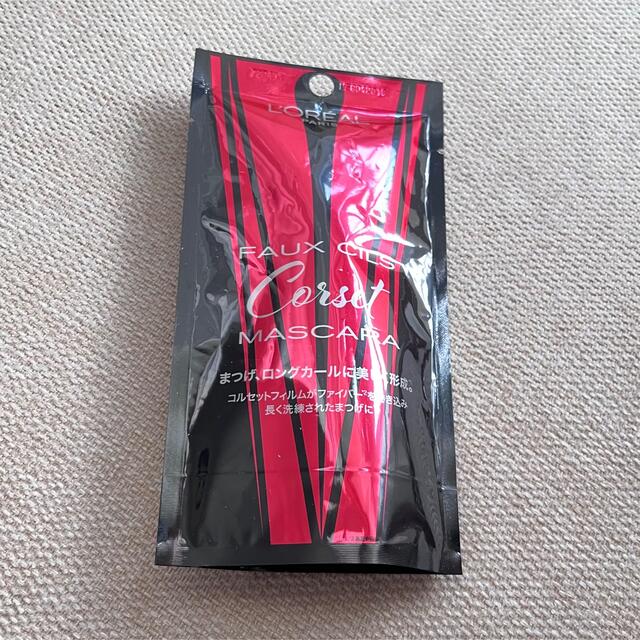 L'ORÉAL
PARIS
FAUX CILS
Corset
MASCARA
まつげ、ロングカールに美しく形成。
コルセットフィルムがファイバー*²を巻き込み
長く洗練されたまつげに